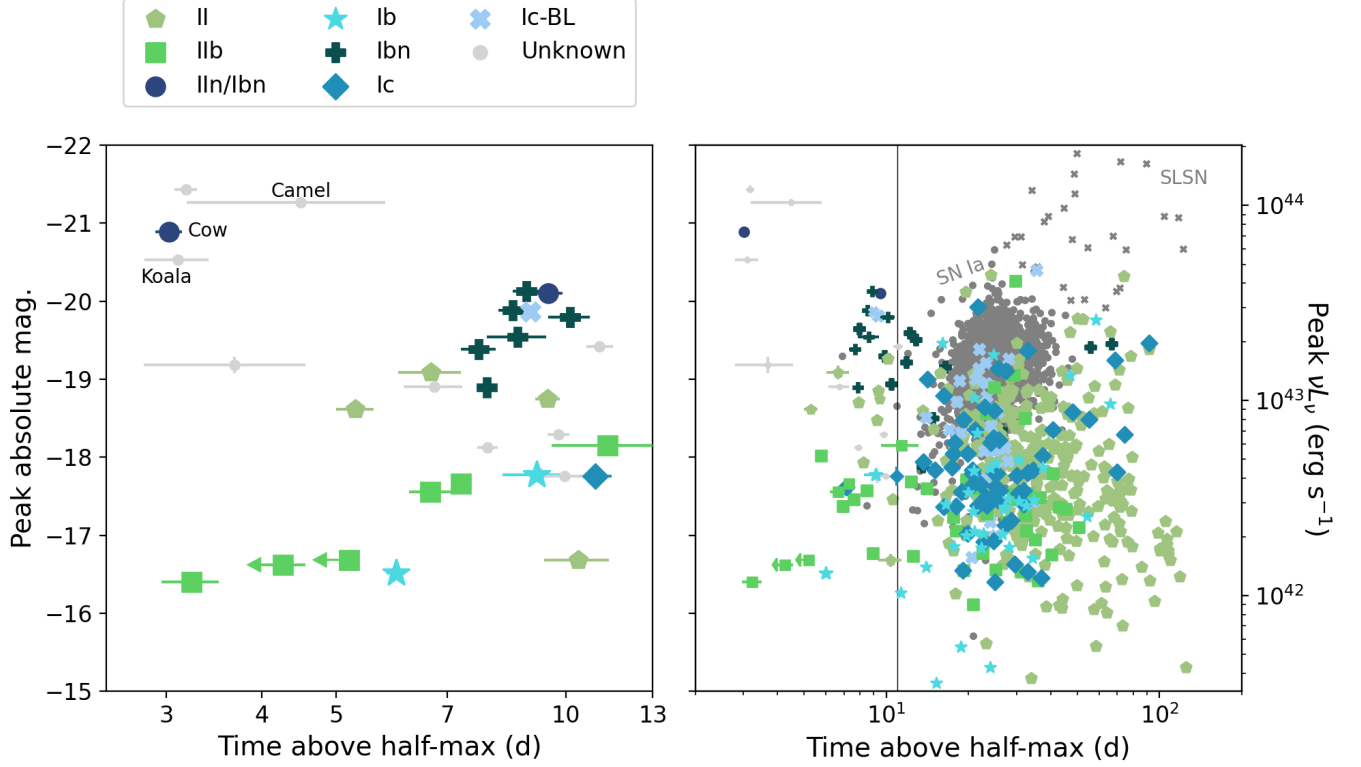 II
Ib
Ic-BL
IIb
Ibn
Unknown
IIn/Ibn
Ic
−22
−21
−20
−19
−18
−17
−16
−15
Peak absolute mag.
Camel
Cow
Koala
3
4
5
7
10
13
Time above half-max (d)
SLSN
SN Ia
10^1
10^2
Time above half-max (d)
10^44
10^43
10^42
Peak νL_ν (erg s^−1)